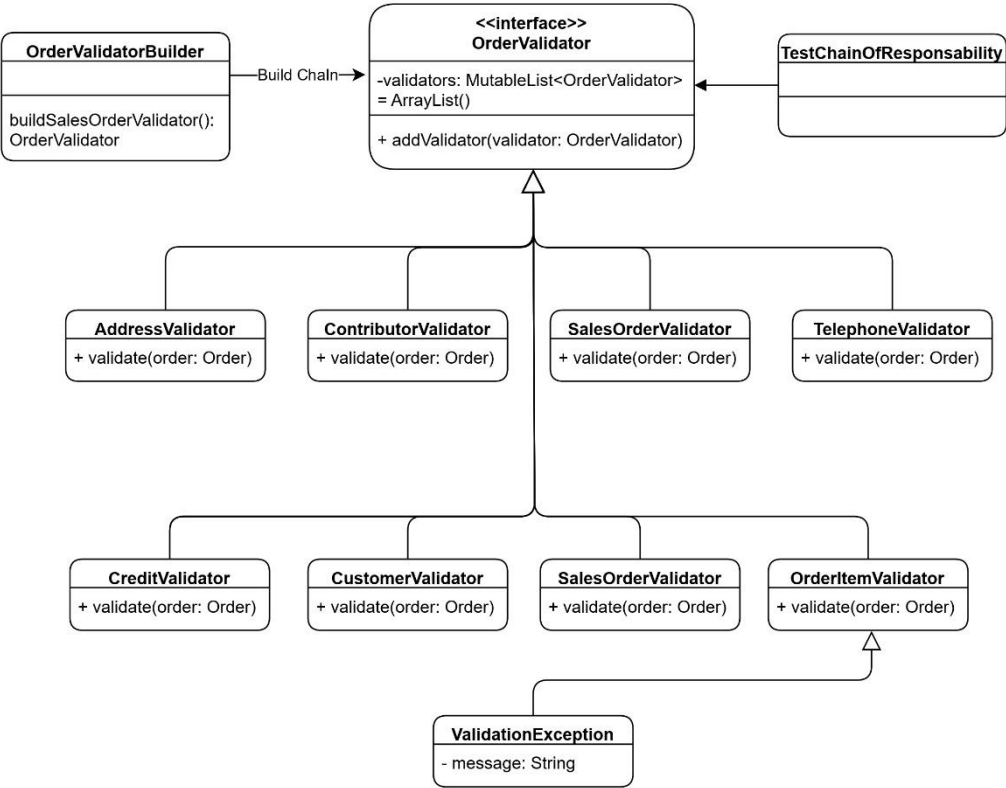 <<interface>>
OrderValidator
-validators: MutableList<OrderValidator>
= ArrayList()
+ addValidator(validator: OrderValidator)
OrderValidatorBuilder
buildSalesOrderValidator():
OrderValidator
Build Chaln
TestChainOfResponsability
AddressValidator
+ validate(order: Order)
ContributorValidator
+ validate(order: Order)
SalesOrderValidator
+ validate(order: Order)
TelephoneValidator
+ validate(order: Order)
CreditValidator
+ validate(order: Order)
CustomerValidator
+ validate(order: Order)
SalesOrderValidator
+ validate(order: Order)
OrderItemValidator
+ validate(order: Order)
ValidationException
- message: String